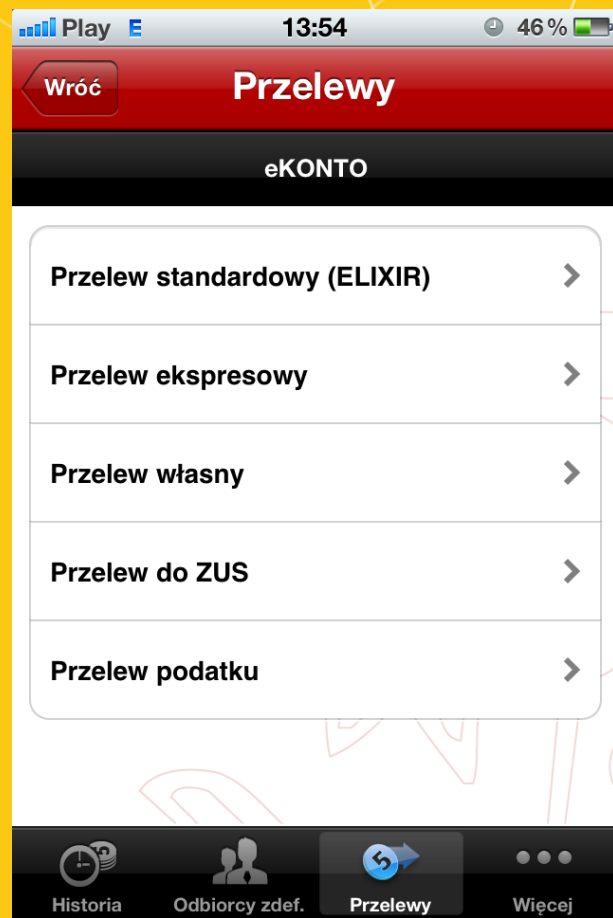 Play E 13:54 46%
Wróć Przelewy
eKONTO
Przelew standardowy (ELIXIR)
Przelew ekspresowy
Przelew własny
Przelew do ZUS
Przelew podatku
5
Historia Odbiorcy zdef. Przelewy Więcej